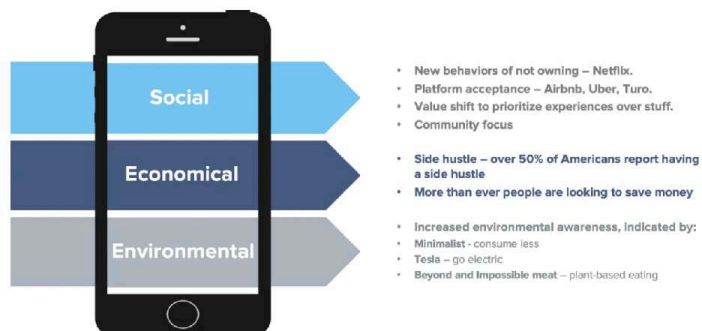 Social
• New behaviors of not owning – Netflix.
• Platform acceptance – Airbnb, Uber, Turo.
• Value shift to prioritize experiences over stuff.
• Community focus
Economical
• Side hustle – over 50% of Americans report having
a side hustle
• More than ever people are looking to save money
Environmental
• Increased environmental awareness, indicated by:
• Minimalist - consume less
• Tesla – go electric
• Beyond and Impossible meat – plant-based eating